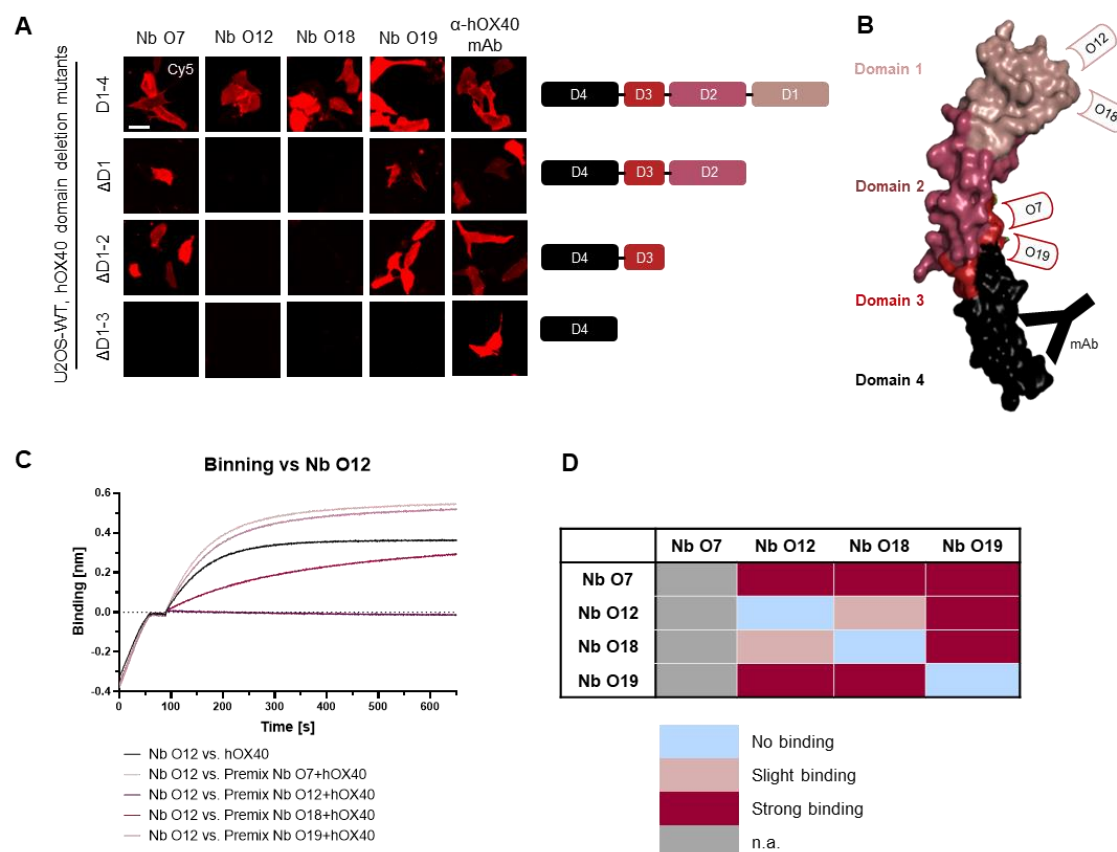 A
Nb O7 Nb O12 Nb O18 Nb O19 α-hOX40 mAb
U2OS-WT, hOX40 domain deletion mutants
D1-4
Cy5
D4 D3 D2 D1
ΔD1
D4 D3 D2
ΔD1-2
D4 D3
ΔD1-3
D4
B
Domain 1
O12
O18
Domain 2
O7
O19
Domain 3
mAb
Domain 4
C
Binning vs Nb O12
Binding [nm]
0.6
0.4
0.2
0.0
-0.2
-0.4
0 100 200 300 400 500 600
Time [s]
Nb O12 vs. hOX40
Nb O12 vs. Premix Nb O7+hOX40
Nb O12 vs. Premix Nb O12+hOX40
Nb O12 vs. Premix Nb O18+hOX40
Nb O12 vs. Premix Nb O19+hOX40
D
Nb O7 Nb O12 Nb O18 Nb O19
Nb O7
Nb O12
Nb O18
Nb O19
No binding
Slight binding
Strong binding
n.a.